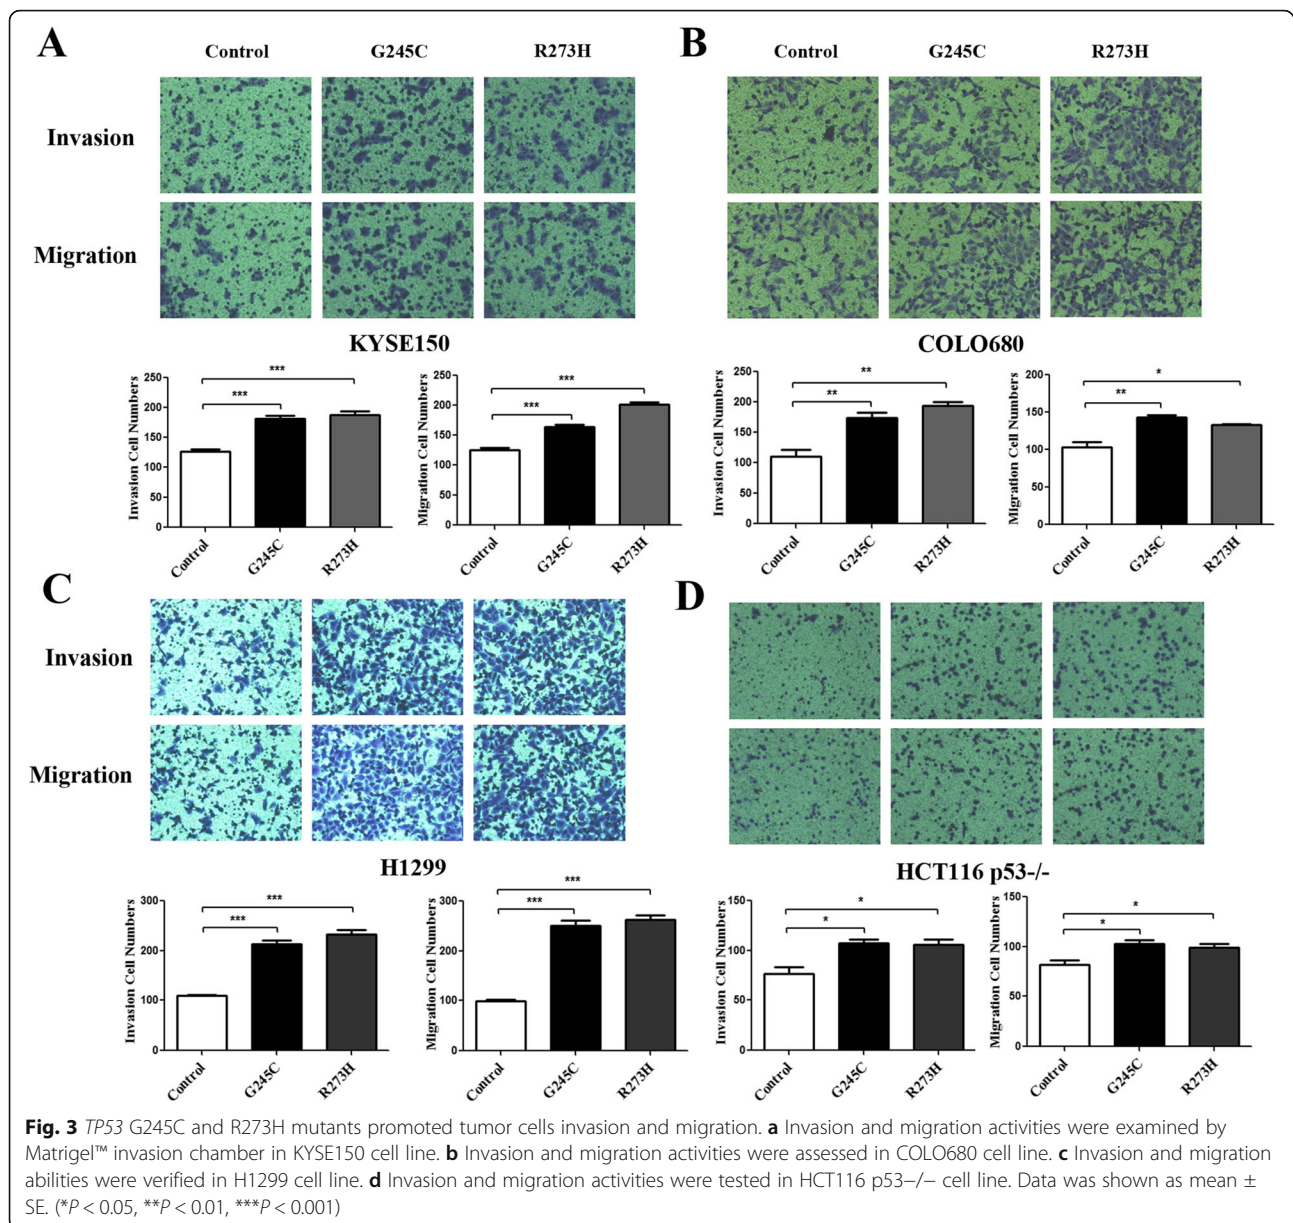 A
Control G245C R273H
Invasion
Migration
KYSE150
Invasion Cell Numbers
250
200
150
100
50
0
***
***
Control G245C R273H
Migration Cell Numbers
250
200
150
100
50
0
***
***
Control G245C R273H
B
Control G245C R273H
COLO680
Invasion Cell Numbers
250
200
150
100
50
0
**
**
Control G245C R273H
Migration Cell Numbers
200
150
100
50
0
*
**
Control G245C R273H
C
Invasion
Migration
H1299
Invasion Cell Numbers
300
200
100
0
***
***
Control G245C R273H
Migration Cell Numbers
300
200
100
0
***
***
Control G245C R273H
D
HCT116 p53-/-
Invasion Cell Numbers
150
100
50
0
*
*
Control G245C R273H
Migration Cell Numbers
150
100
50
0
*
*
Control G245C R273H
Fig. 3 TP53 G245C and R273H mutants promoted tumor cells invasion and migration. a Invasion and migration activities were examined by
Matrigel™ invasion chamber in KYSE150 cell line. b Invasion and migration activities were assessed in COLO680 cell line. c Invasion and migration
abilities were verified in H1299 cell line. d Invasion and migration activities were tested in HCT116 p53−/− cell line. Data was shown as mean ±
SE. (*P < 0.05, **P < 0.01, ***P < 0.001)